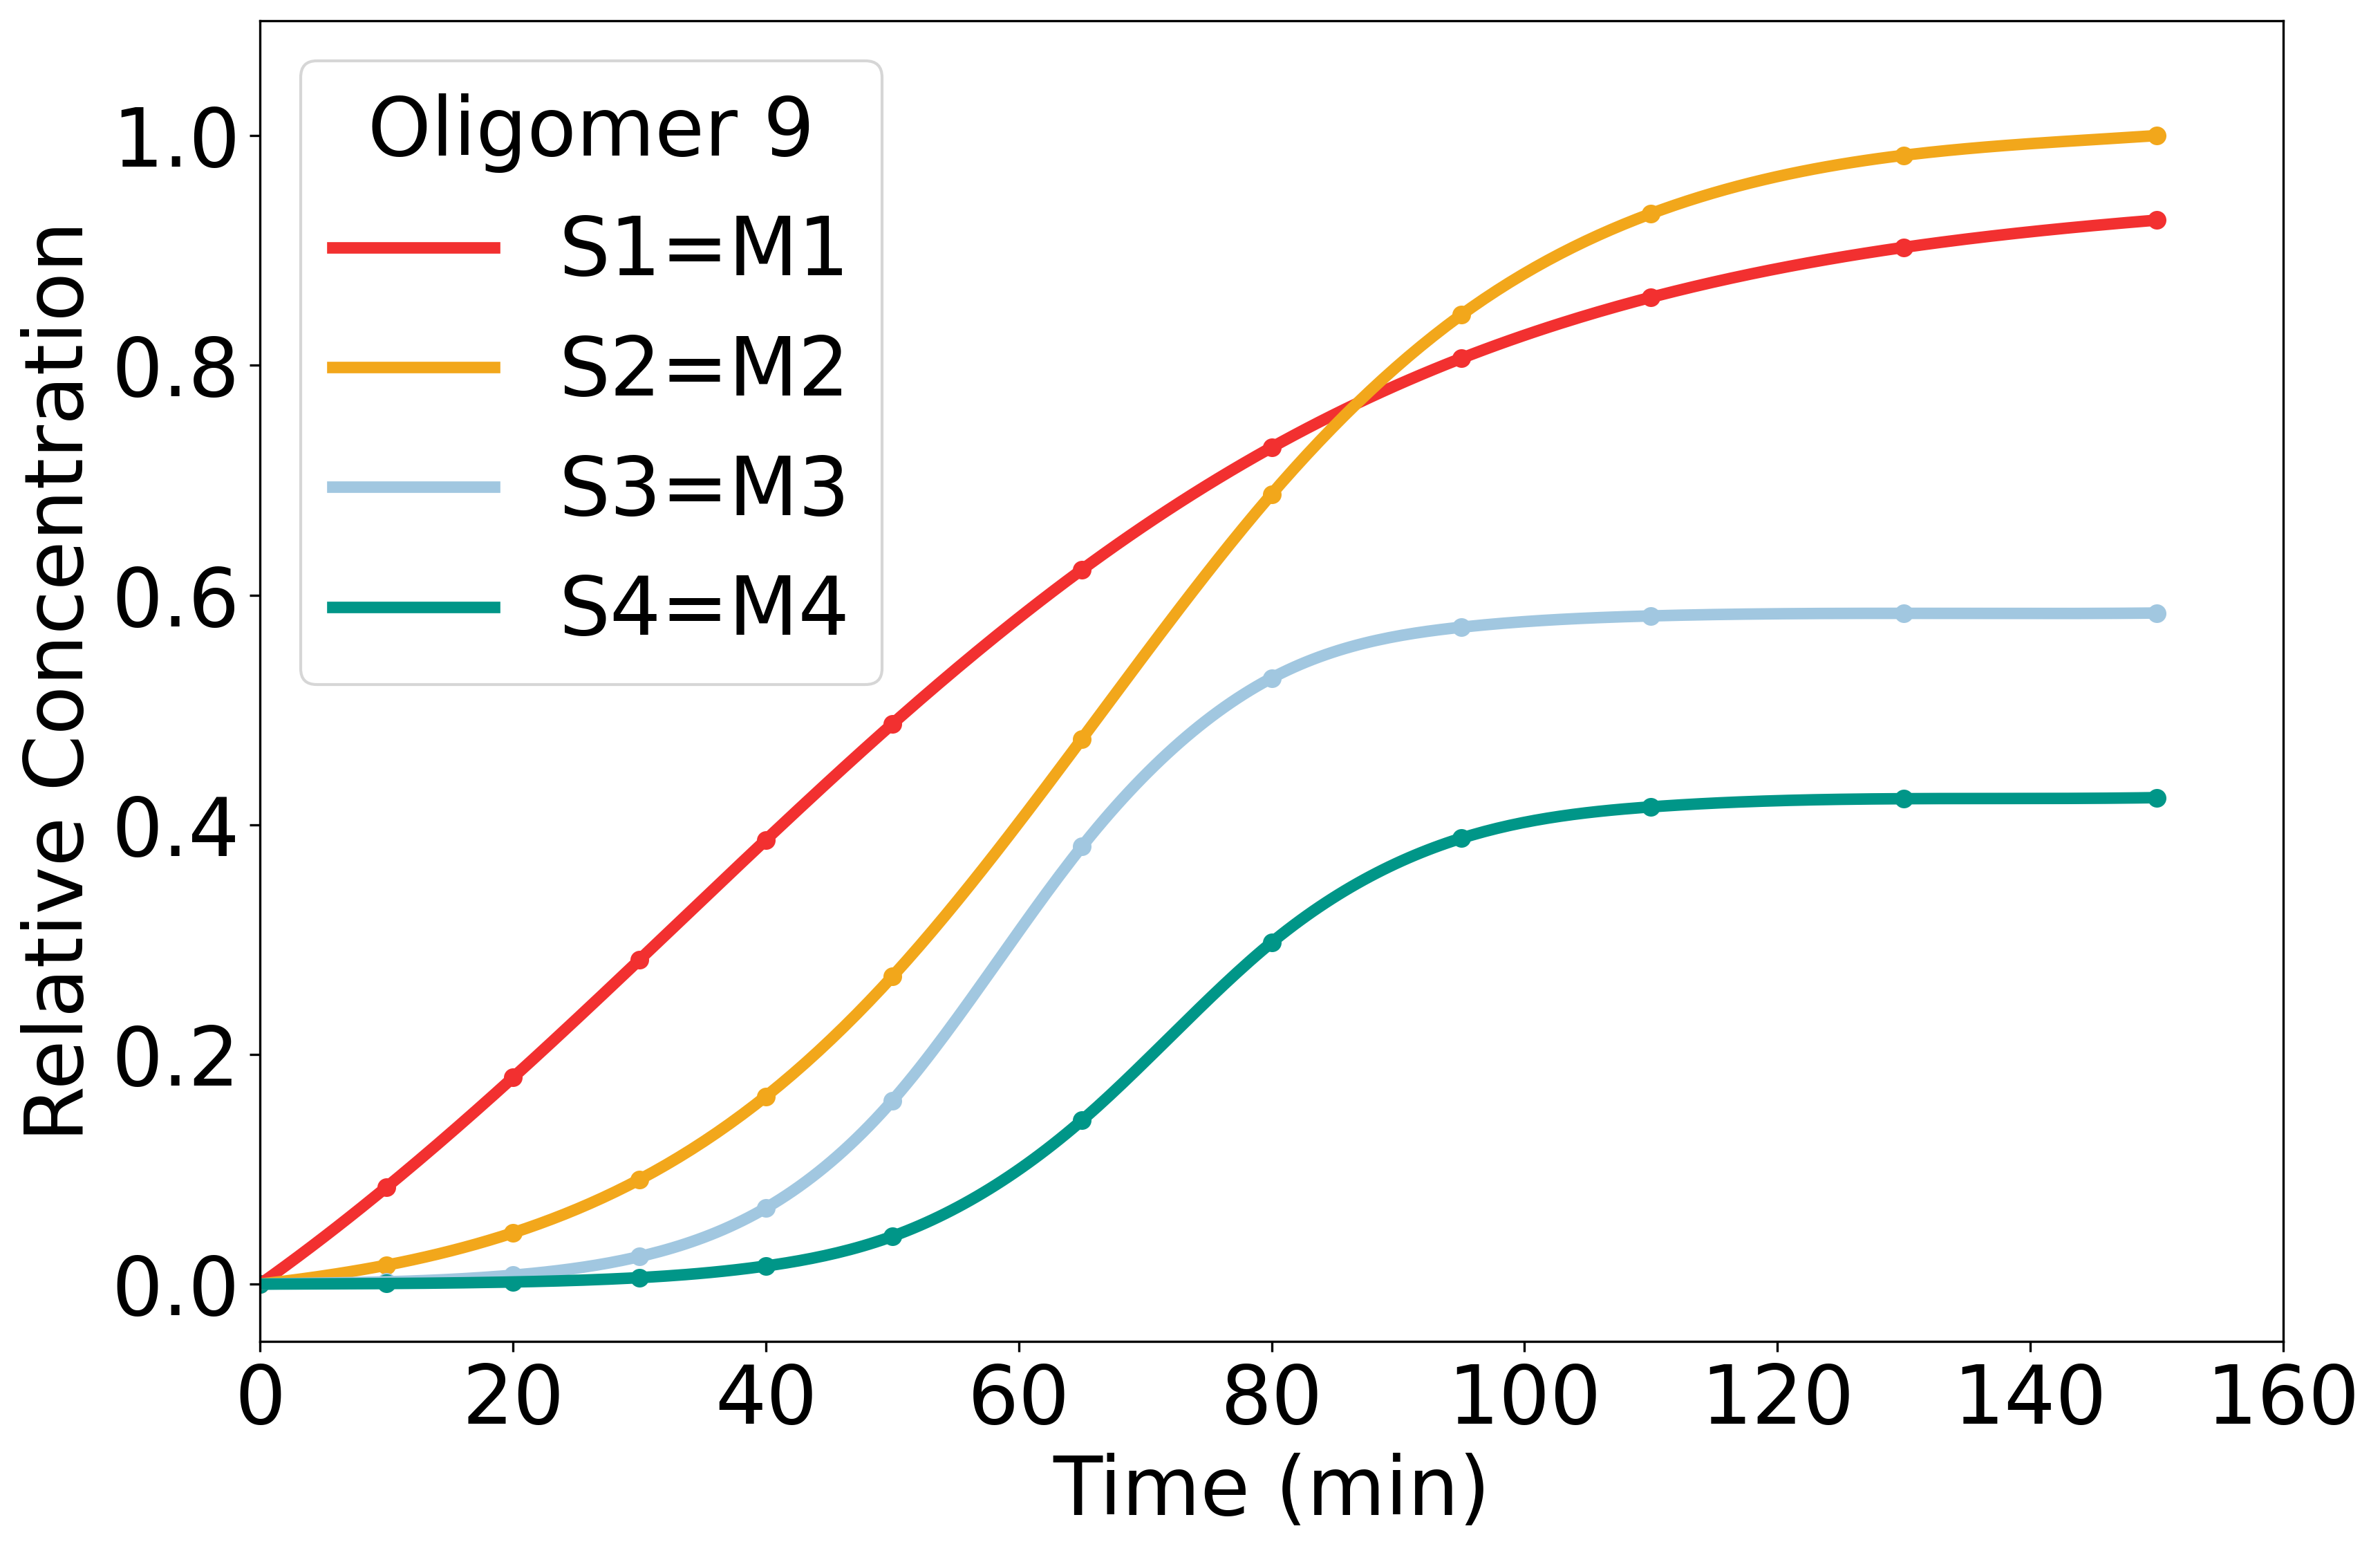 Oligomer 9
S1=M1
S2=M2
S3=M3
S4=M4
Relative Concentration
1.0
0.8
0.6
0.4
0.2
0.0
0 20 40 60 80 100 120 140 160
Time (min)